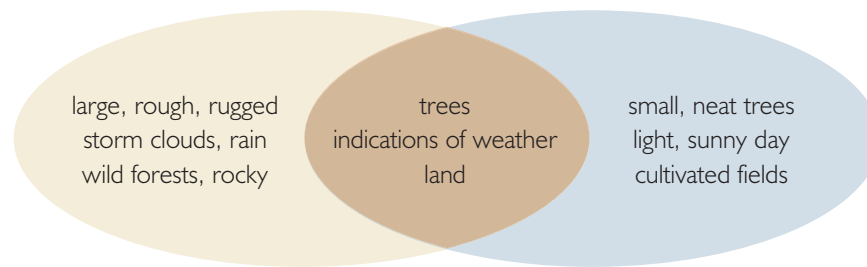 large, rough, rugged
storm clouds, rain
wild forests, rocky
trees
indications of weather
land
small, neat trees
light, sunny day
cultivated fields